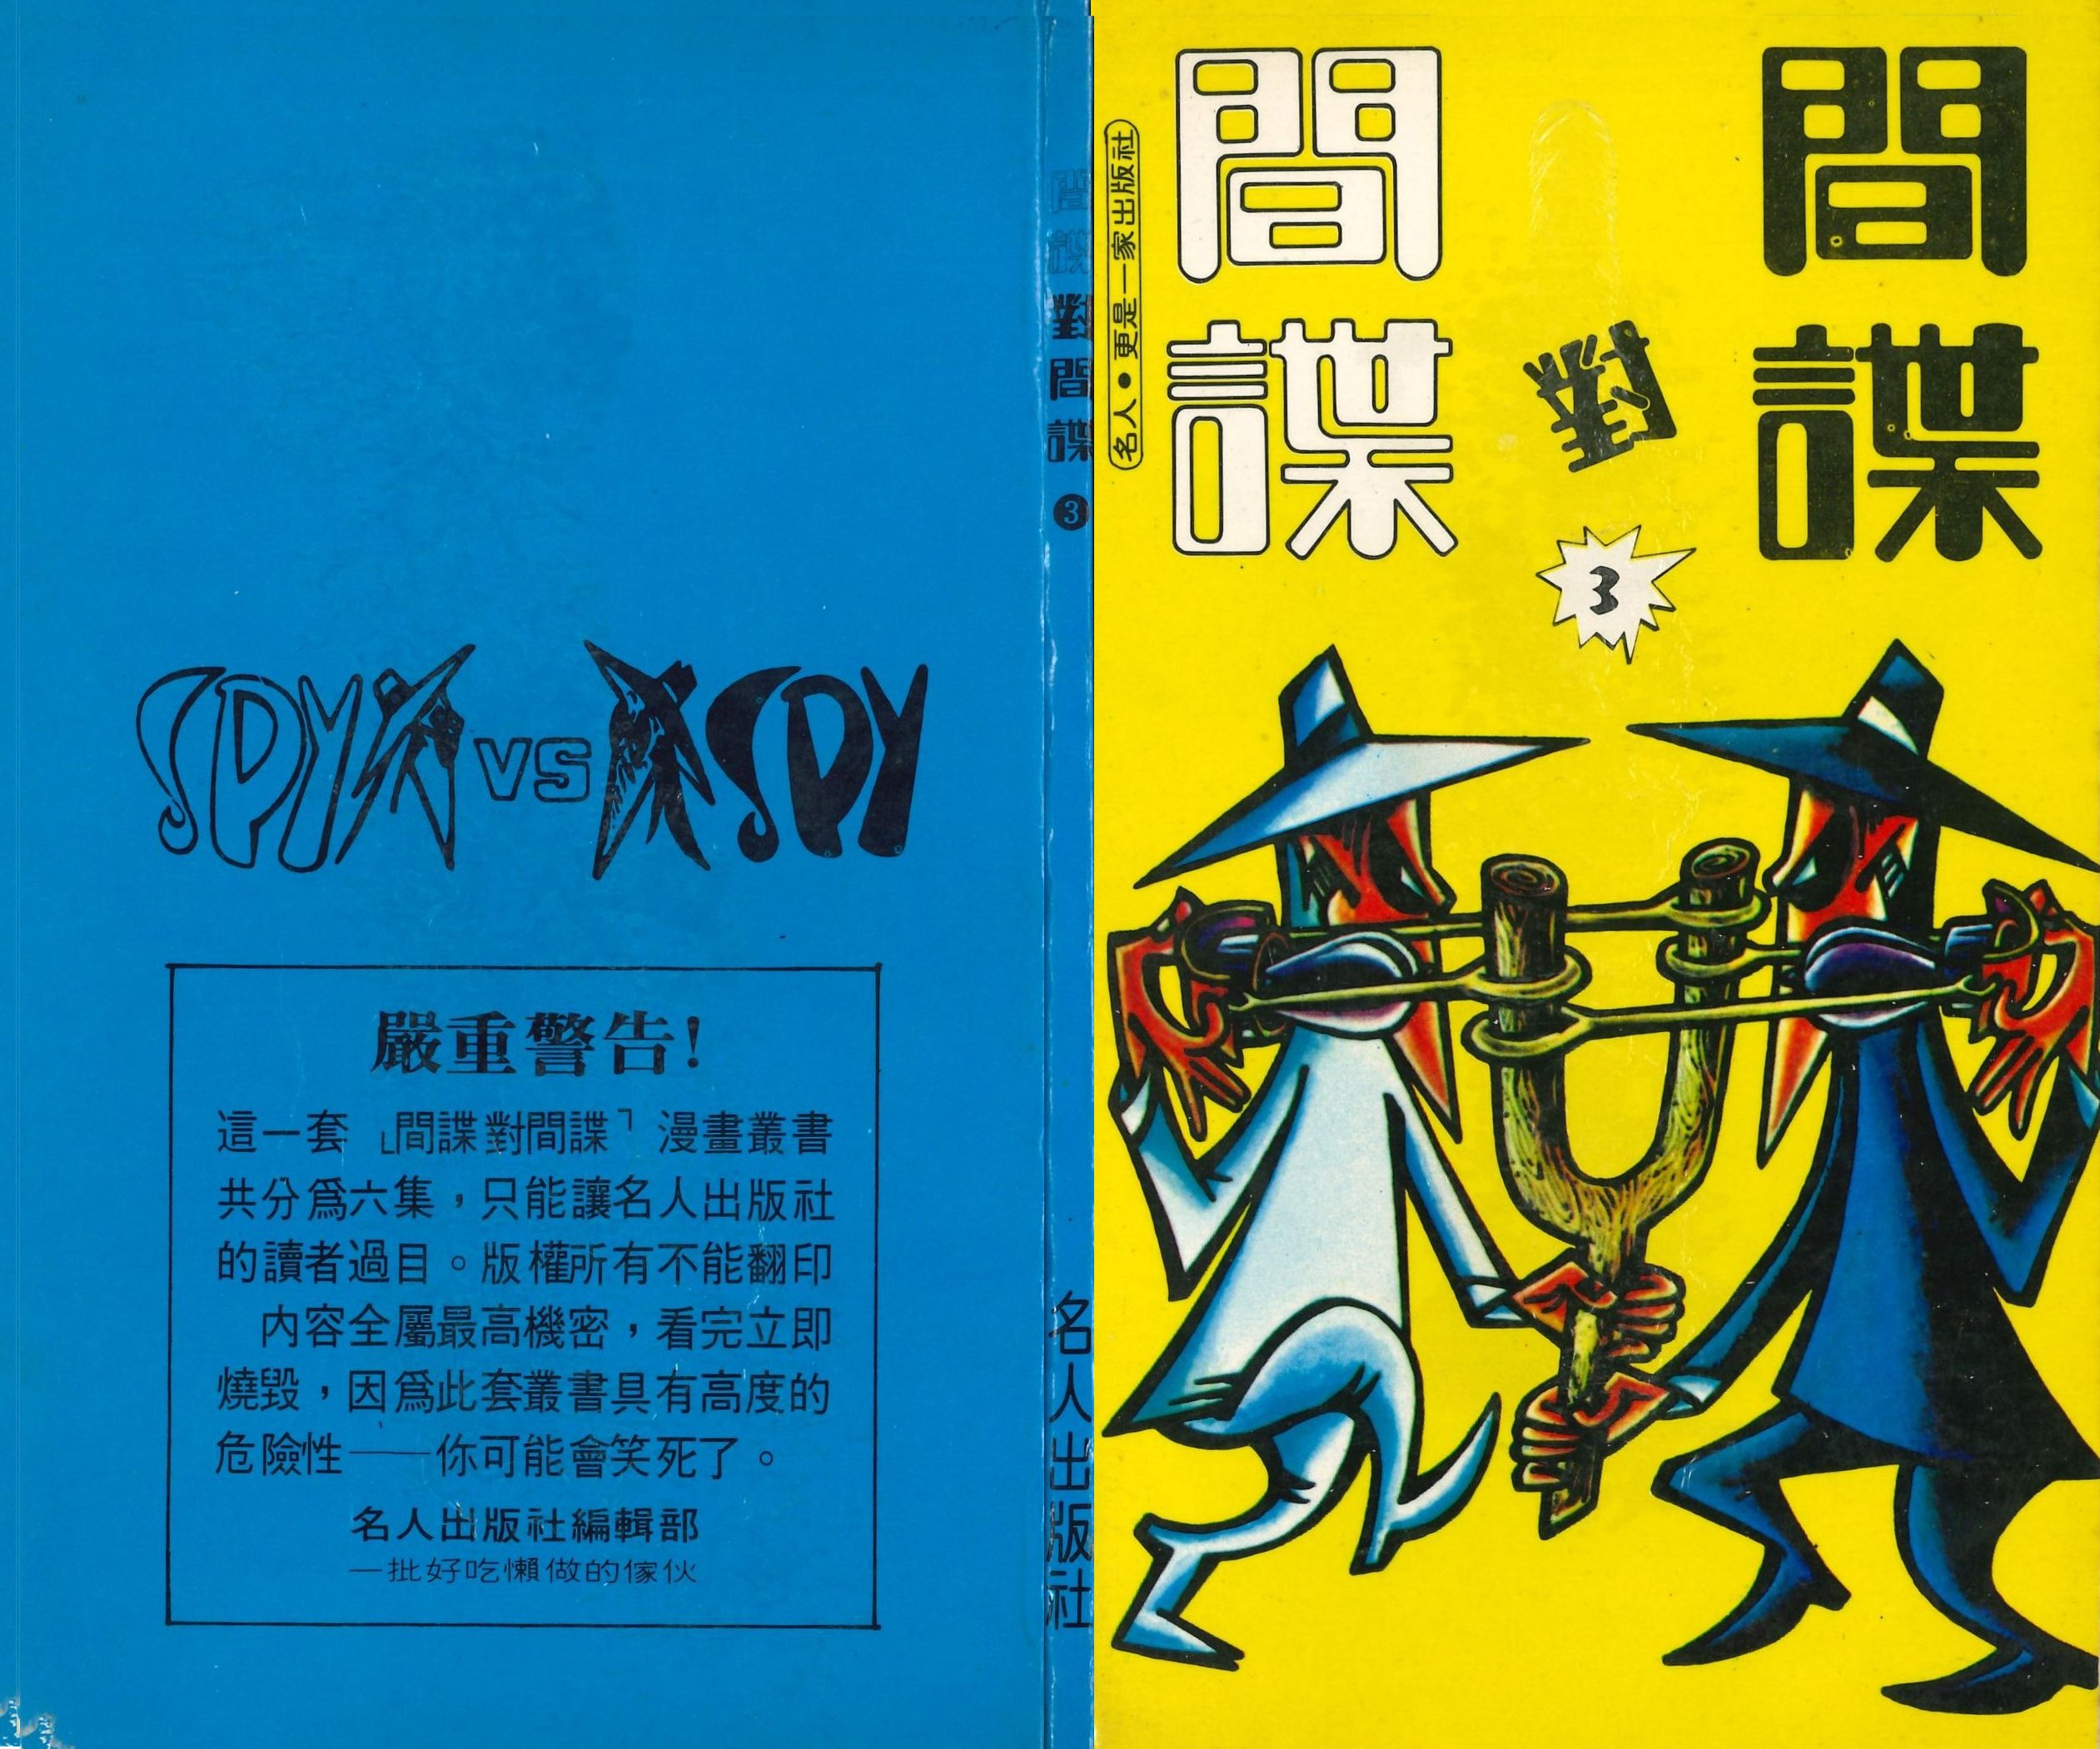 SPY VS SPY
嚴重警告!
這一套「間諜對間諜」漫畫叢書
共分爲六集，只能讓名人出版社
的讀者過目。版權所有不能翻印
內容全屬最高機密，看完立即
燒毀，因爲此套叢書具有高度的
危險性——你可能會笑死了。
名人出版社編輯部
一批好吃懶做的傢伙
間諜對間諜 3
名人出版社
名人●更是一家出版社
間諜
對
間諜
3